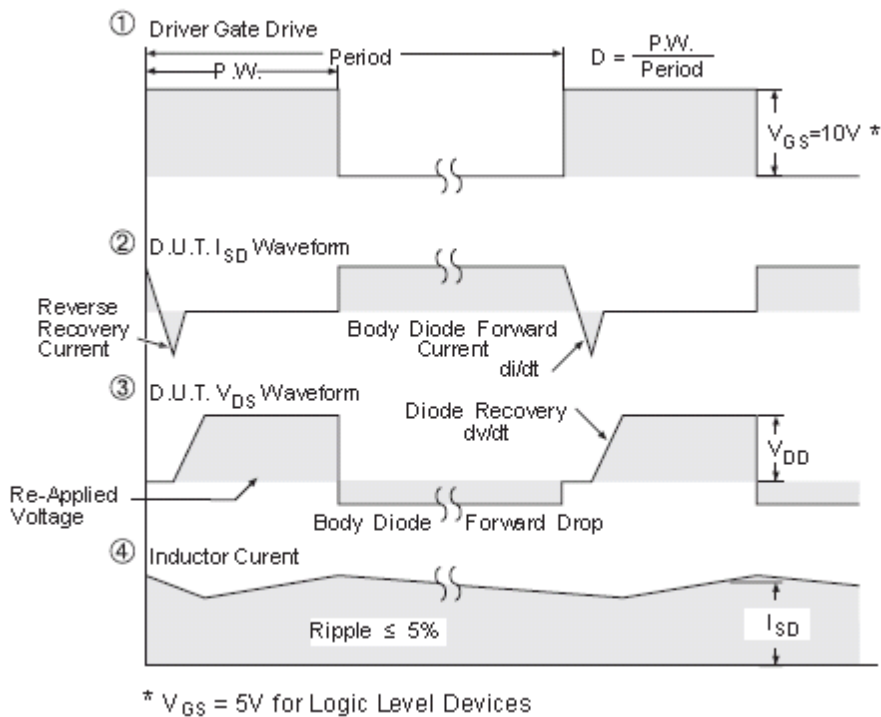 ① Driver Gate Drive
Period
P.W.
D = P.W. / Period
V_GS=10V *
② D.U.T. I_SD Waveform
Reverse
Recovery
Current
Body Diode Forward
Current
di/dt
③ D.U.T. V_DS Waveform
Diode Recovery
dv/dt
V_DD
Re-Applied
Voltage
Body Diode Forward Drop
④ Inductor Curent
Ripple ≤ 5%
I_SD
* V_GS = 5V for Logic Level Devices